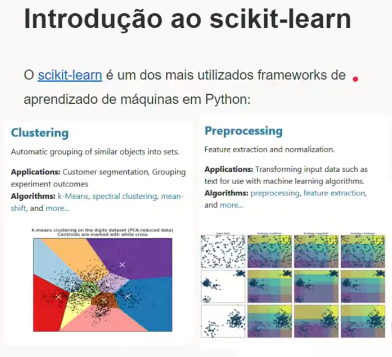 Introdução ao scikit-learn
O scikit-learn é um dos mais utilizados frameworks de
aprendizado de máquinas em Python:
Clustering
Automatic grouping of similar objects into sets.
Applications: Customer segmentation, Grouping
experiment outcomes
Algorithms: k-Means, spectral clustering, mean-
shift, and more...
K-means clustering on the digits dataset (PCA-reduced data)
Centroids are marked with white cross
Preprocessing
Feature extraction and normalization.
Applications: Transforming input data such as
text for use with machine learning algorithms.
Algorithms: preprocessing, feature extraction,
and more...